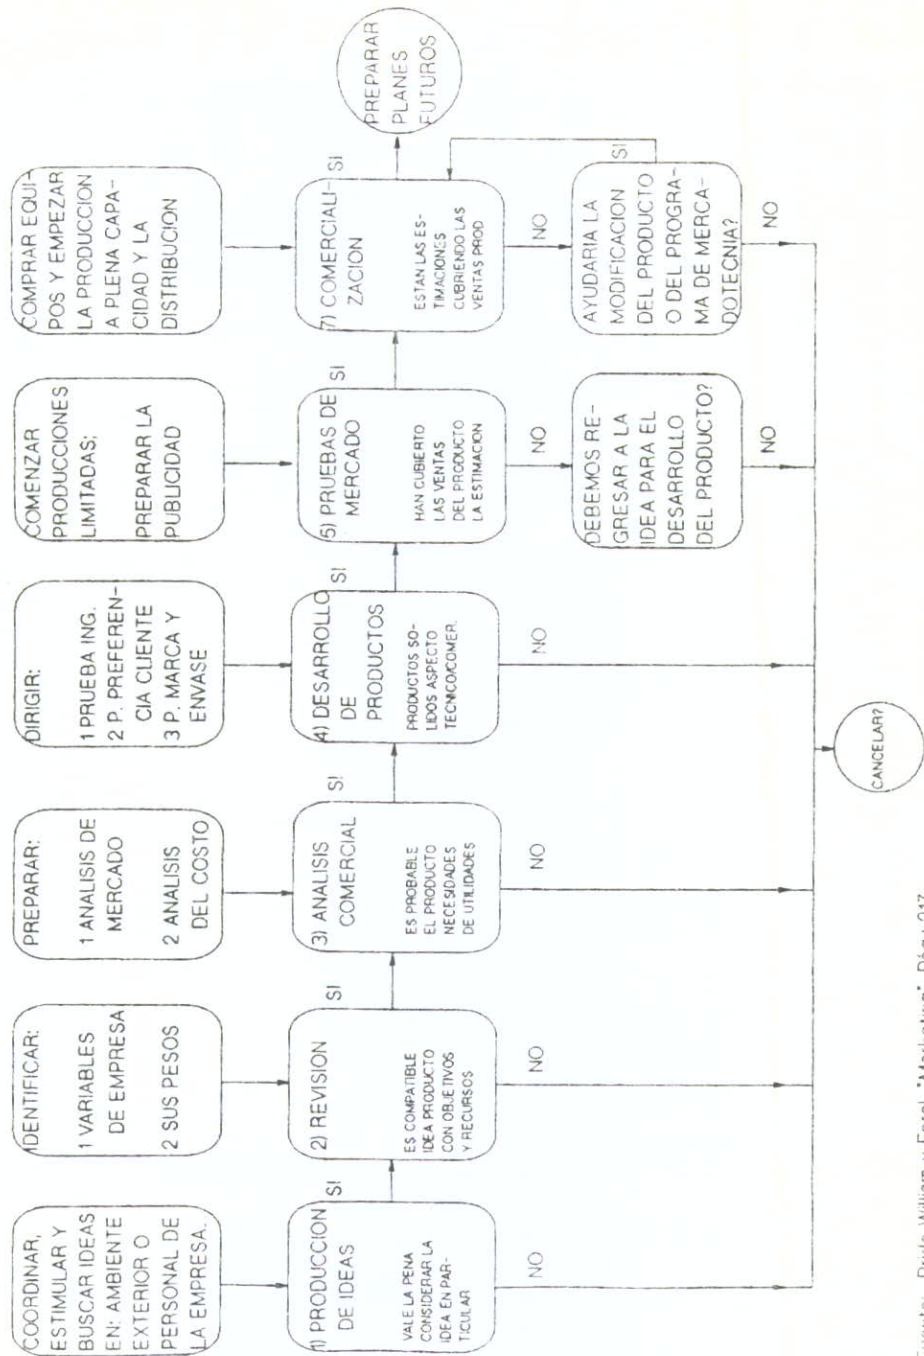 COORDINAR,
ESTIMULAR Y
BUSCAR IDEAS
EN: AMBIENTE
EXTERIOR O
PERSONAL DE
LA EMPRESA.
IDENTIFICAR:
1 VARIABLES
DE EMPRESA
2 SUS PESOS
PREPARAR:
1 ANALISIS DE
MERCADO
2 ANALISIS
DEL COSTO
DIRIGIR:
1 PRUEBA ING.
2 P. PREFEREN-
CIA CLIENTE
3 P. MARCA Y
ENVASE
COMENZAR
PRODUCCIONES
LIMITADAS;
PREPARAR LA
PUBLICIDAD
COMPRAR EQUI-
POS Y EMPEZAR
LA PRODUCCION
A PLENA CAPA-
CIDAD Y LA
DISTRIBUCION
1) PRODUCCION
DE IDEAS
VALE LA PENA
CONSIDERAR LA
IDEA EN PAR-
TICULAR
SI
2) REVISION
ES COMPATIBLE
IDEA PRODUCTO
CON OBJETIVOS
Y RECURSOS
SI
3) ANALISIS
COMERCIAL
ES PROBABLE
EL PRODUCTO
NECESIDADES
DE UTILIDADES
SI
4) DESARROLLO
DE
PRODUCTOS
PRODUCTOS SO-
LIDOS ASPECTO
TECNICO/COMER.
SI
5) PRUEBAS DE
MERCADO
HAN CUBIERTO
LAS VENTAS
DEL PRODUCTO
LA ESTIMACION
SI
7) COMERCIALI-
ZACION
ESTAN LAS ES-
TIMACIONES
CUBRIENDO LAS
VENTAS PROD
SI
PREPARAR
PLANES
FUTUROS
NO
NO
NO
NO
NO
NO
DEBEMOS RE-
GRESAR A LA
IDEA PARA EL
DESARROLLO
DEL PRODUCTO?
NO
AYUDARIA LA
MODIFICACION
DEL PRODUCTO
O DEL PROGRA-
MA DE MERCA-
DOTECNIA?
SI
NO
CANCELAR?
Pride William y Ferrel, "Marketing", Pág.: 217